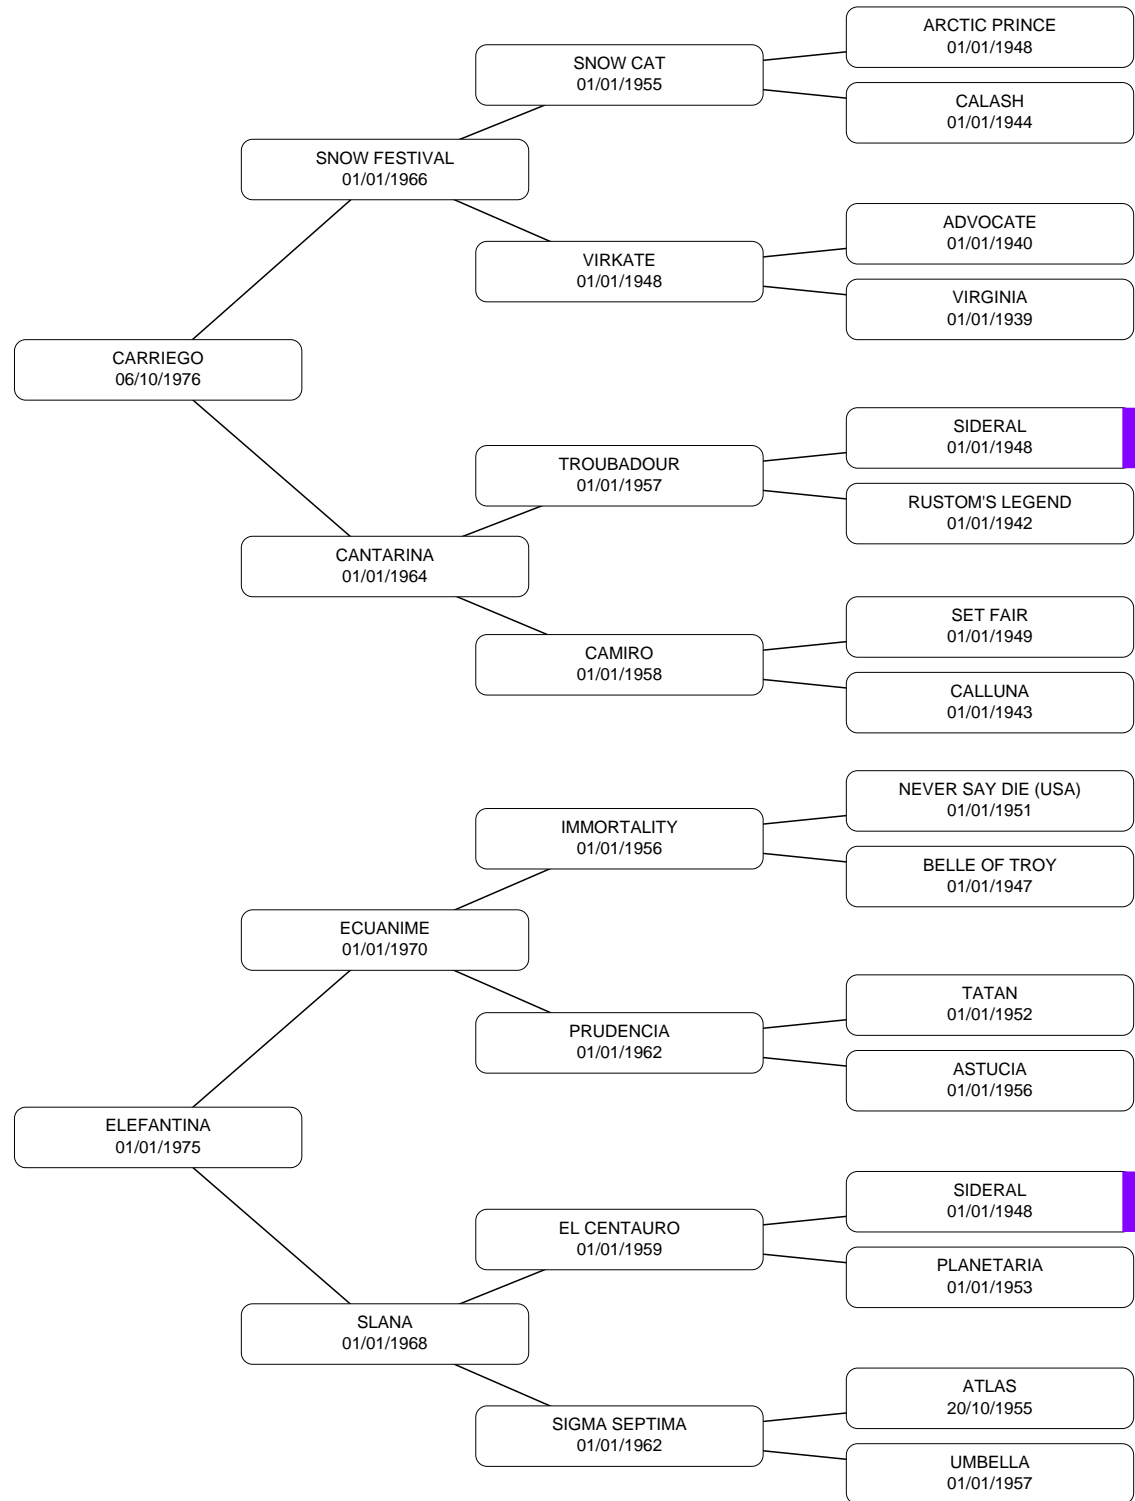 ARCTIC PRINCE
01/01/1948
SNOW CAT
01/01/1955
CALASH
01/01/1944
SNOW FESTIVAL
01/01/1966
ADVOCATE
01/01/1940
VIRKATE
01/01/1948
VIRGINIA
01/01/1939
CARRIEGO
06/10/1976
SIDERAL
01/01/1948
TROUBADOUR
01/01/1957
RUSTOM'S LEGEND
01/01/1942
CANTARINA
01/01/1964
SET FAIR
01/01/1949
CAMIRO
01/01/1958
CALLUNA
01/01/1943
NEVER SAY DIE (USA)
01/01/1951
IMMORTALITY
01/01/1956
BELLE OF TROY
01/01/1947
ECUANIME
01/01/1970
TATAN
01/01/1952
PRUDENCIA
01/01/1962
ASTUCIA
01/01/1956
ELEFANTINA
01/01/1975
SIDERAL
01/01/1948
EL CENTAURO
01/01/1959
PLANETARIA
01/01/1953
SLANA
01/01/1968
ATLAS
20/10/1955
SIGMA SEPTIMA
01/01/1962
UMBELLA
01/01/1957